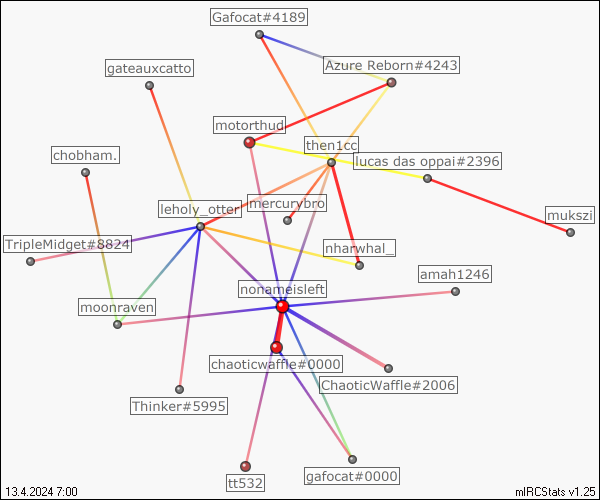 Gafocat#4189
Azure Reborn#4243
gateauxcatto
motorthud
then1cc
chobham.
lucas das oppai#2396
mercurybro
leholy_otter
mukszi
TripleMidget#8824
nharwhal_
amah1246
nonameisleft
moonraven
chaoticwaffle#0000
ChaoticWaffle#2006
Thinker#5995
gafocat#0000
tt532
13.4.2024 7:00
mIRCStats v1.25